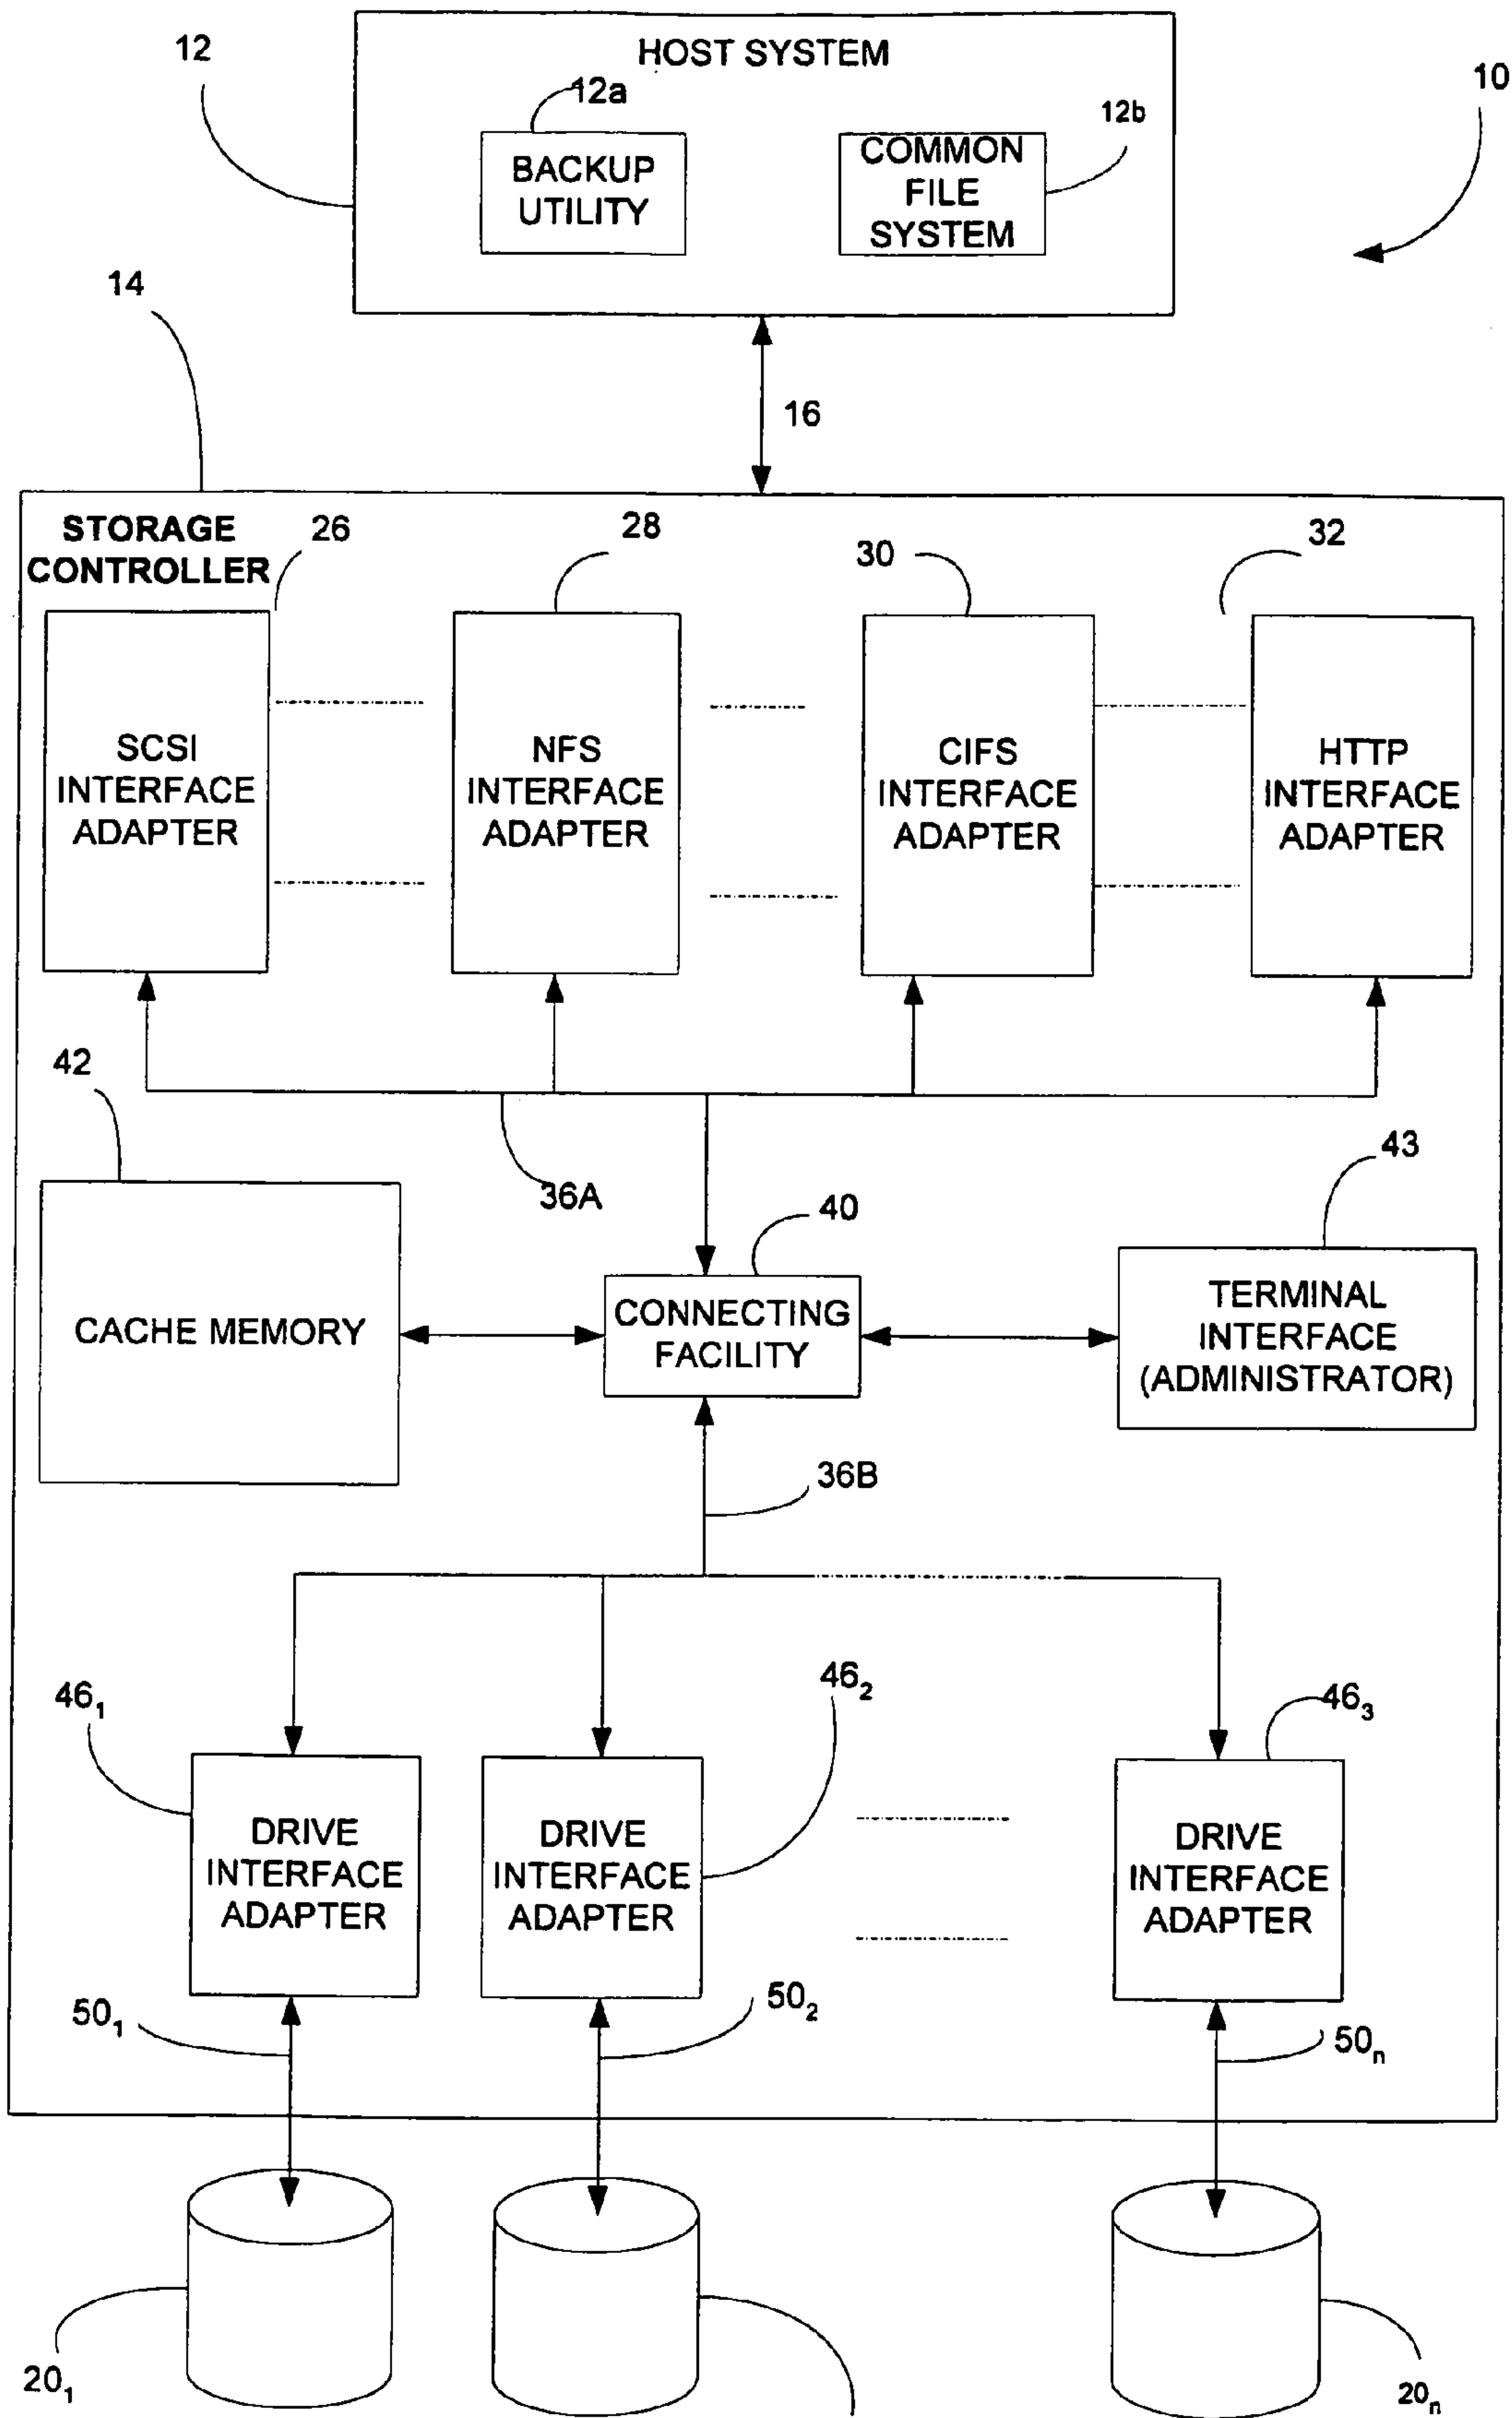 12
HOST SYSTEM
10
12a
12b
BACKUP
UTILITY
COMMON
FILE
SYSTEM
14
16
STORAGE
CONTROLLER
26
28
30
32
SCSI
INTERFACE
ADAPTER
NFS
INTERFACE
ADAPTER
CIFS
INTERFACE
ADAPTER
HTTP
INTERFACE
ADAPTER
42
36A
43
40
CACHE MEMORY
CONNECTING
FACILITY
TERMINAL
INTERFACE
(ADMINISTRATOR)
36B
46₁
46₂
46₃
DRIVE
INTERFACE
ADAPTER
DRIVE
INTERFACE
ADAPTER
DRIVE
INTERFACE
ADAPTER
50₁
50₂
50ₙ
20₁
20ₙ